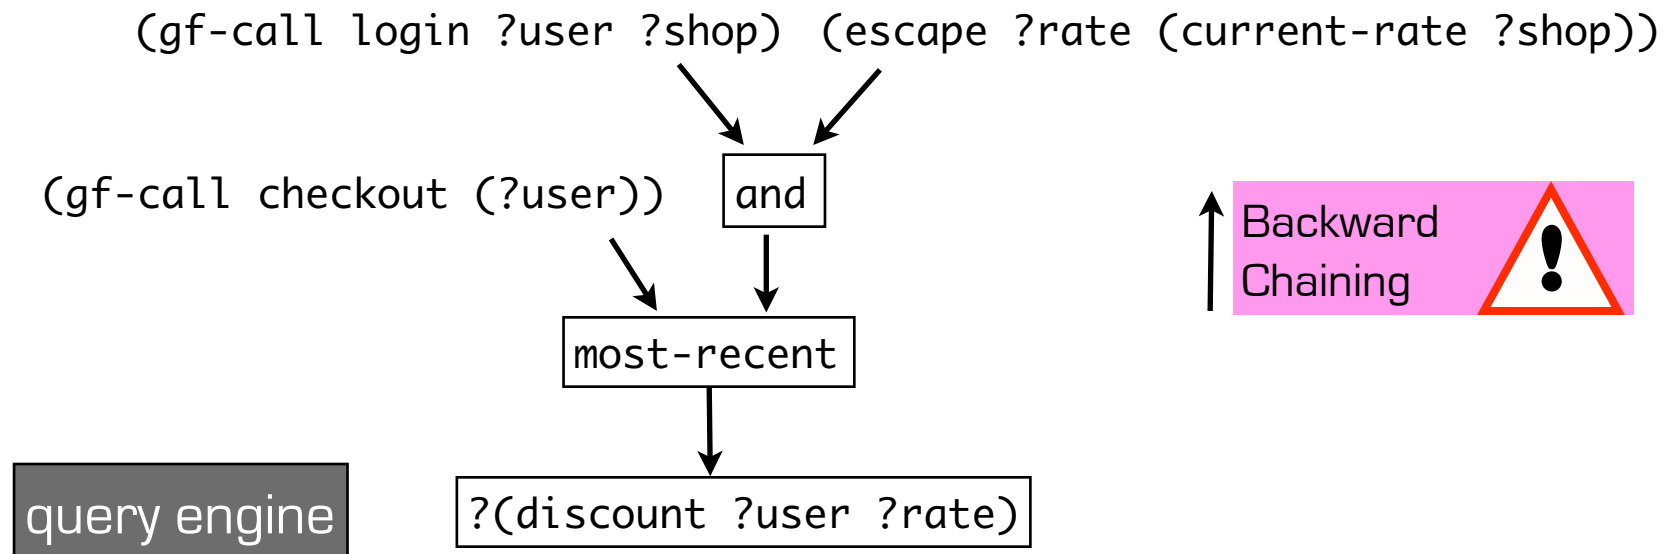 (gf-call login ?user ?shop) (escape ?rate (current-rate ?shop))
(gf-call checkout (?user))
and
Backward
Chaining
!
most-recent
query engine
?(discount ?user ?rate)